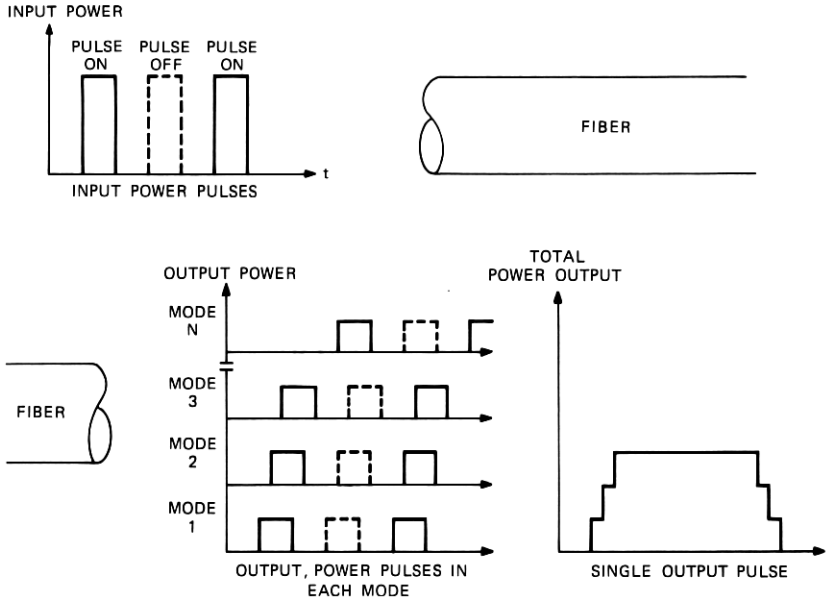 INPUT POWER
PULSE ON
PULSE OFF
PULSE ON
t
INPUT POWER PULSES
FIBER
OUTPUT POWER
MODE N
MODE 3
MODE 2
MODE 1
OUTPUT, POWER PULSES IN
EACH MODE
FIBER
TOTAL
POWER OUTPUT
SINGLE OUTPUT PULSE